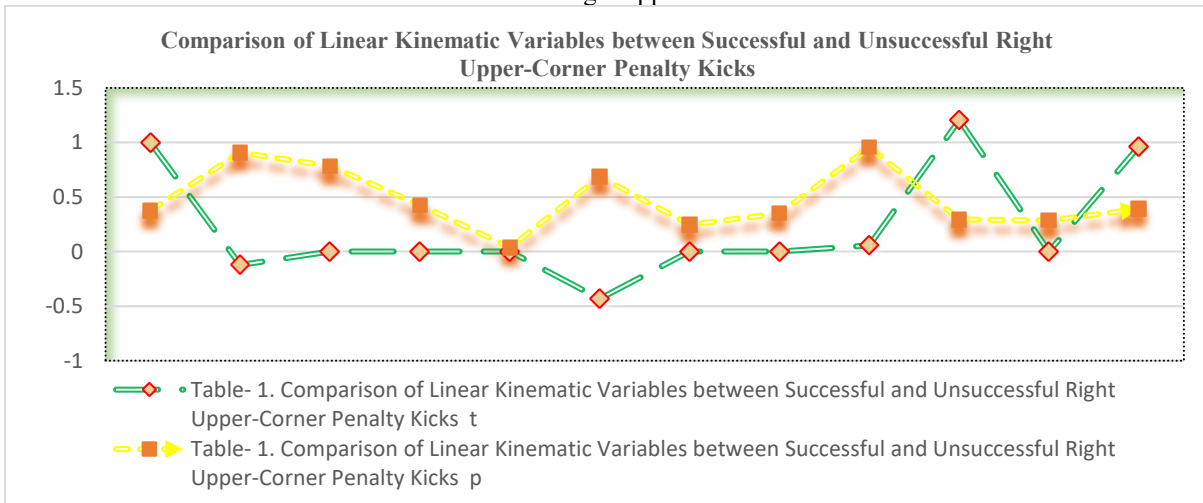 Comparison of Linear Kinematic Variables between Successful and Unsuccessful Right
Upper-Corner Penalty Kicks
1.5
1
0.5
0
-0.5
-1
Table- 1. Comparison of Linear Kinematic Variables between Successful and Unsuccessful Right
Upper-Corner Penalty Kicks t
Table- 1. Comparison of Linear Kinematic Variables between Successful and Unsuccessful Right
Upper-Corner Penalty Kicks p